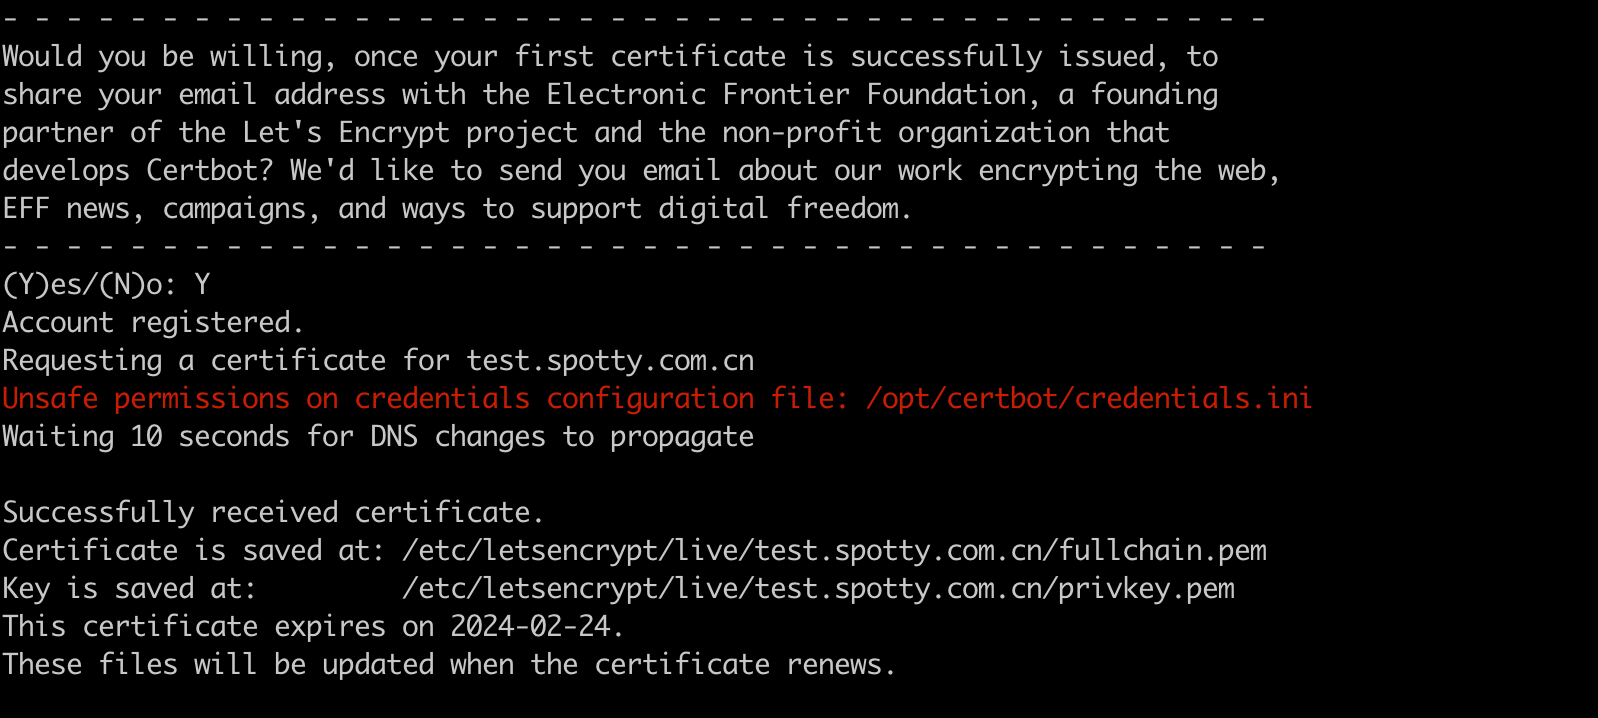 - - - - - - - - - - - - - - - - - - - - - - - - - - - - - - - - - - - - - - - -
Would you be willing, once your first certificate is successfully issued, to
share your email address with the Electronic Frontier Foundation, a founding
partner of the Let's Encrypt project and the non-profit organization that
develops Certbot? We'd like to send you email about our work encrypting the web,
EFF news, campaigns, and ways to support digital freedom.
- - - - - - - - - - - - - - - - - - - - - - - - - - - - - - - - - - - - - - - -
(Y)es/(N)o: Y
Account registered.
Requesting a certificate for test.spotty.com.cn
Unsafe permissions on credentials configuration file: /opt/certbot/credentials.ini
Waiting 10 seconds for DNS changes to propagate

Successfully received certificate.
Certificate is saved at: /etc/letsencrypt/live/test.spotty.com.cn/fullchain.pem
Key is saved at:         /etc/letsencrypt/live/test.spotty.com.cn/privkey.pem
This certificate expires on 2024-02-24.
These files will be updated when the certificate renews.